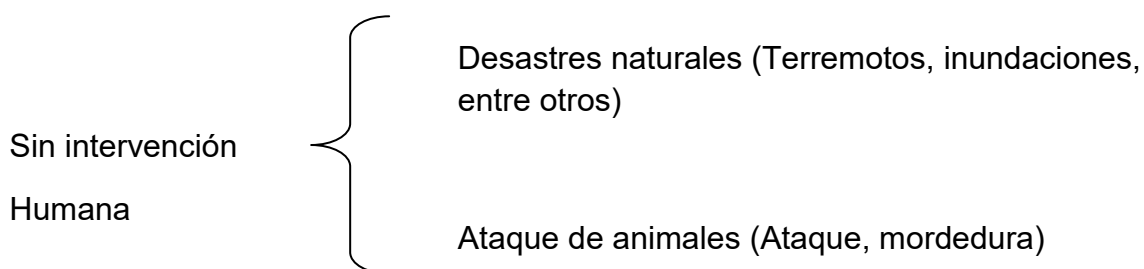 Desastres naturales (Terremotos, inundaciones,
entre otros)
Sin intervención
Humana
Ataque de animales (Ataque, mordedura)